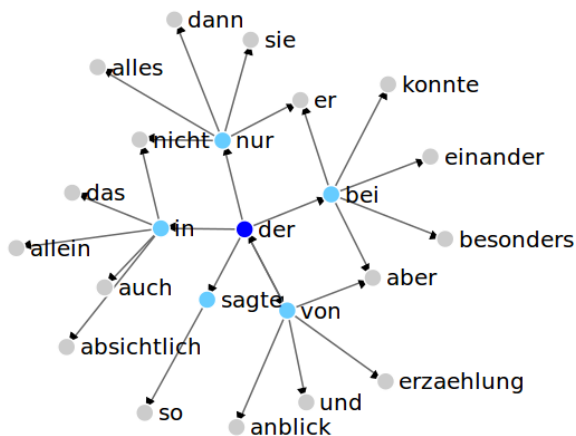 dann
sie
alles
er
konnte
nicht
nur
einander
das
bei
in
der
besonders
allein
auch
aber
sagte
von
absichtlich
erzaehlung
so
und
anblick